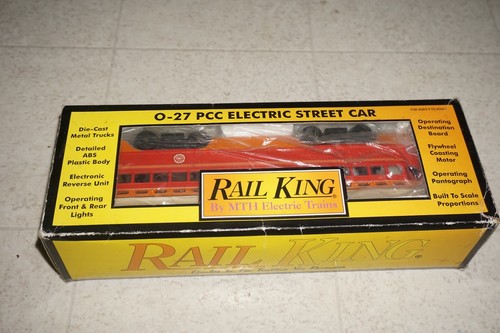 O-27 PCC ELECTRIC STREET CAR
Die-Cast
Metal Trucks
Detailed
ABS
Plastic Body
Electronic
Reverse Unit
Operating
Front & Rear
Lights
Operating
Destination
Board
Flywheel
Coasting
Motor
Operating
Pantograph
Built To Scale
Proportions
RAIL KING
By MTH Electric Trains
RAIL KING®